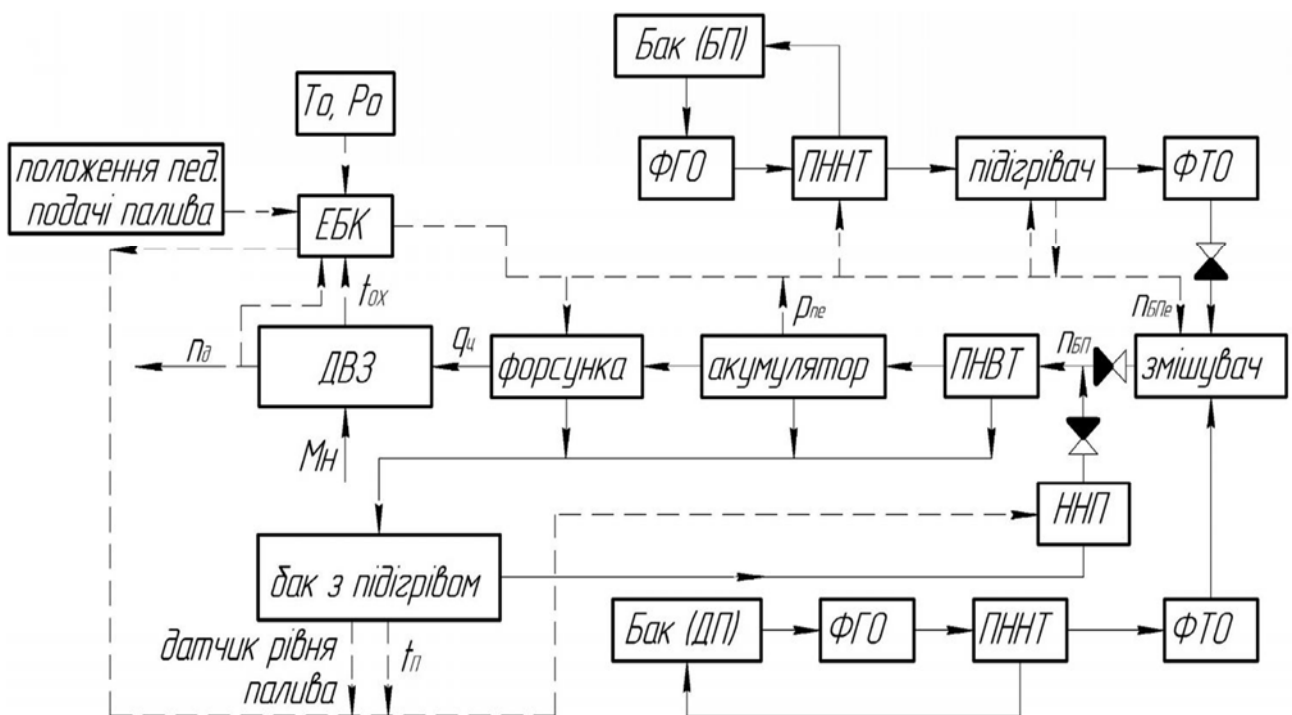 Бак (БП)
То, Ро
положення пед.
подачі палива
ФГО
ПННТ
підігрівач
ФТО
ЕБК
tох
рпе
nБПе
nд
ДВЗ
qц
форсунка
акумулятор
ПНВТ
nБП
змішувач
Мн
ННП
бак з підігрівом
Бак (ДП)
ФГО
ПННТ
ФТО
датчик рівня
палива
tп